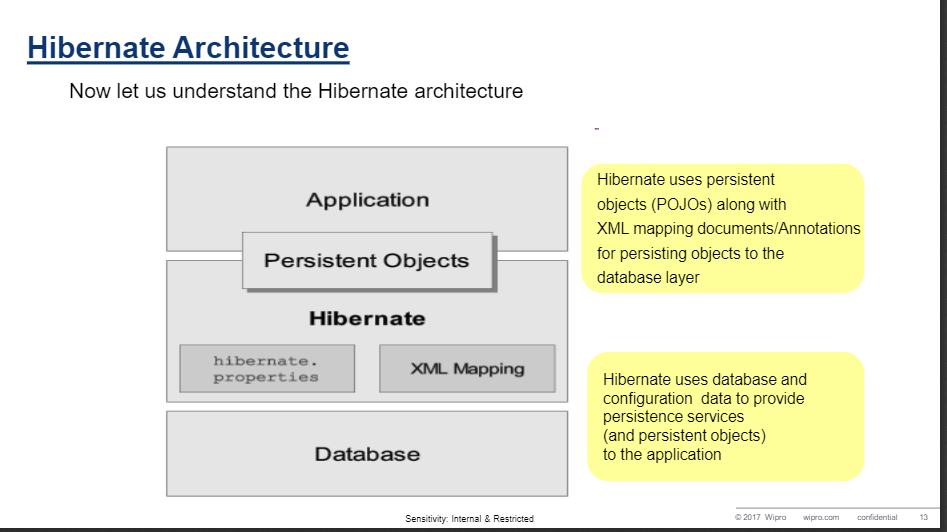 Hibernate Architecture
Now let us understand the Hibernate architecture
Application
Persistent Objects
Hibernate
hibernate.
properties
XML Mapping
Database
Hibernate uses persistent
objects (POJOs) along with
XML mapping documents/Annotations
for persisting objects to the
database layer
Hibernate uses database and
configuration data to provide
persistence services
(and persistent objects)
to the application
Sensitivity: Internal & Restricted
© 2017 Wipro wipro.com confidential 13